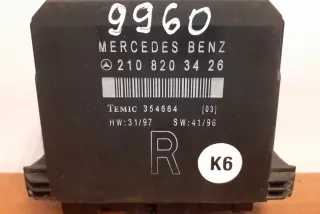 9960
MERCEDES BENZ
210 820 34 26
TEMIC 354664 [03]
HW: 31/97 SW: 41/96
R
K6